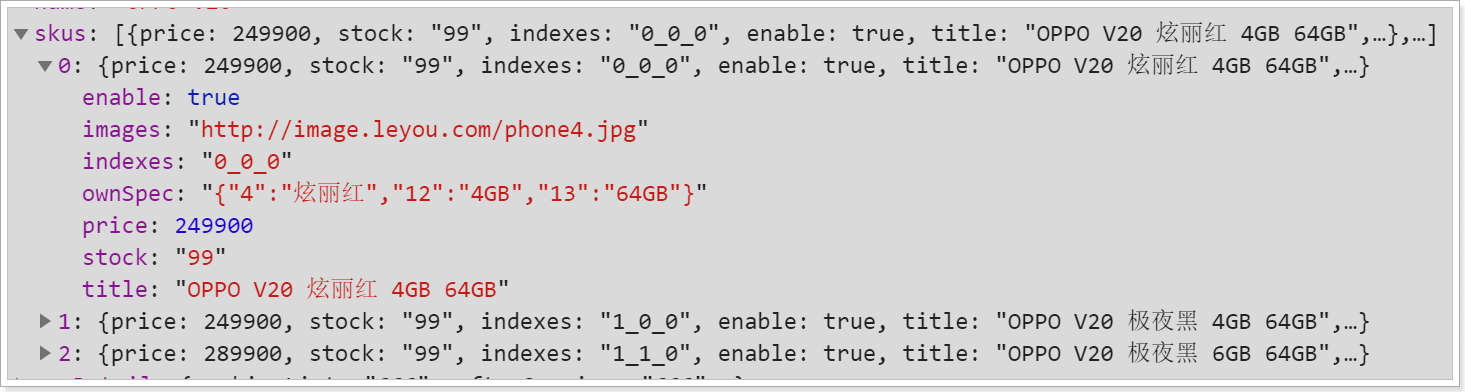 skus: [{price: 249900, stock: "99", indexes: "0_0_0", enable: true, title: "OPPO V20 炫丽红 4GB 64GB",…},…]
0: {price: 249900, stock: "99", indexes: "0_0_0", enable: true, title: "OPPO V20 炫丽红 4GB 64GB",…}
enable: true
images: "http://image.leyou.com/phone4.jpg"
indexes: "0_0_0"
ownSpec: "{"4":"炫丽红","12":"4GB","13":"64GB"}"
price: 249900
stock: "99"
title: "OPPO V20 炫丽红 4GB 64GB"
1: {price: 249900, stock: "99", indexes: "1_0_0", enable: true, title: "OPPO V20 极夜黑 4GB 64GB",…}
2: {price: 289900, stock: "99", indexes: "1_1_0", enable: true, title: "OPPO V20 极夜黑 6GB 64GB",…}